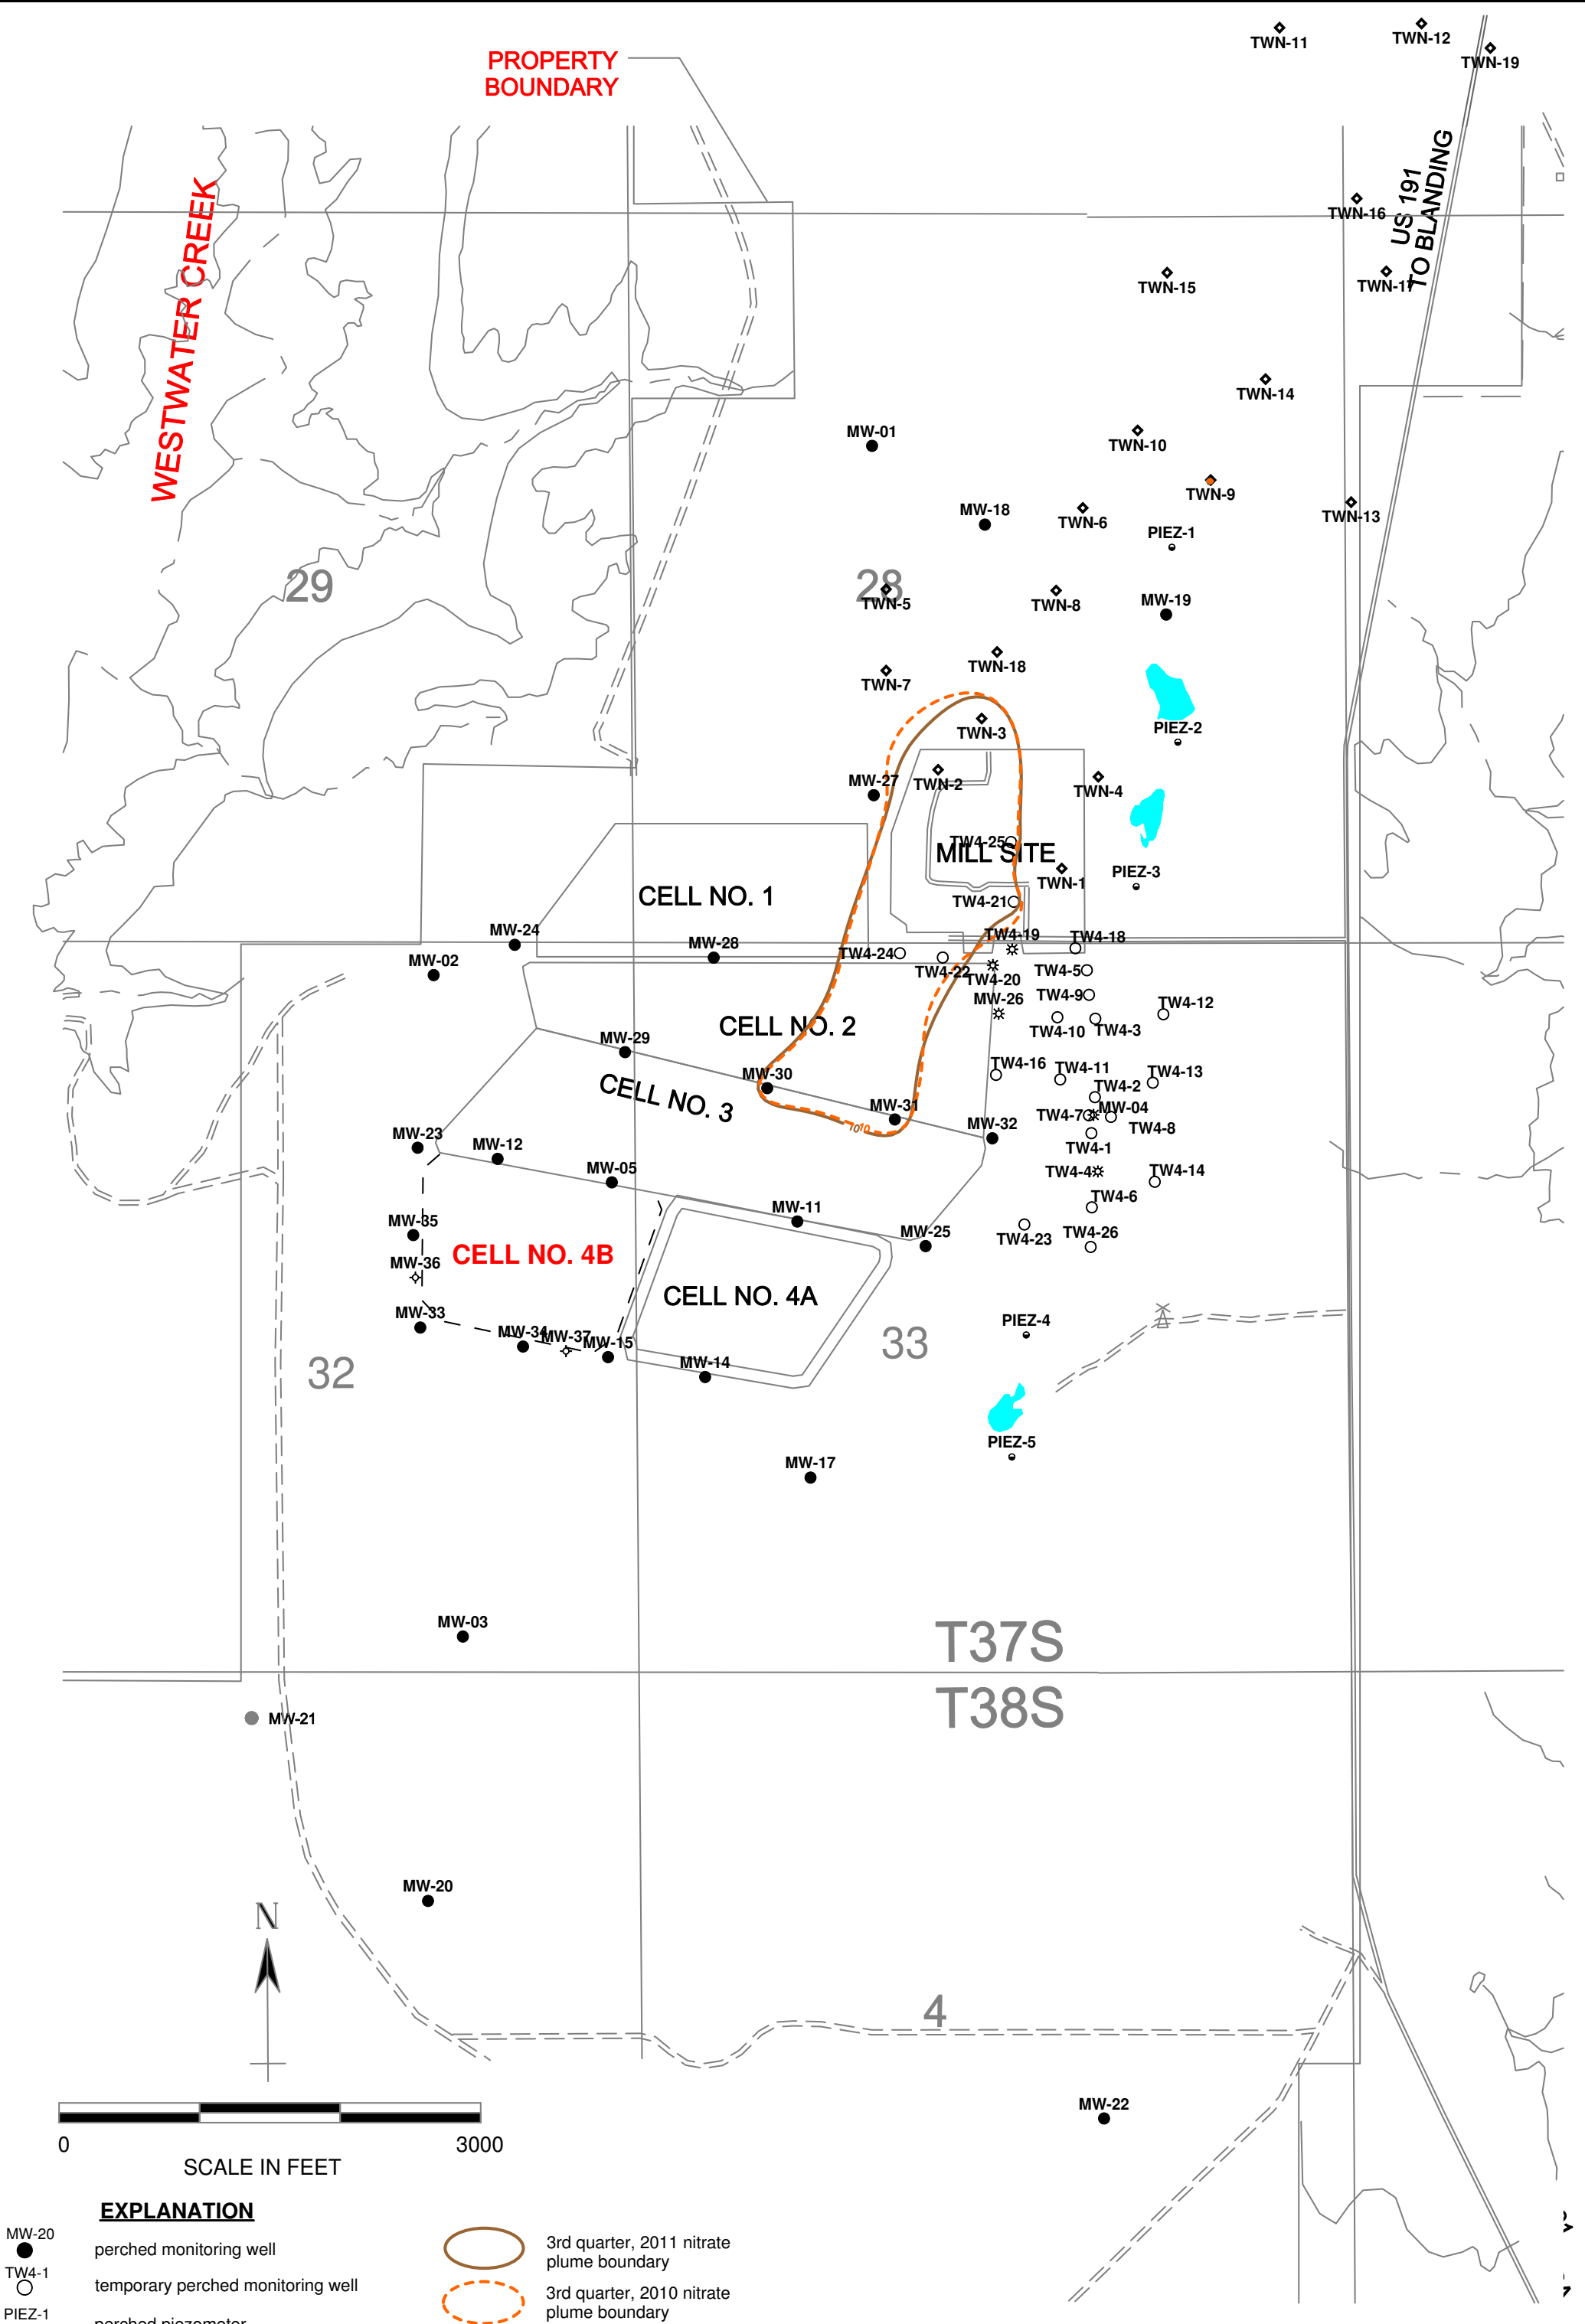 TWN-11
TWN-12
TWN-19
PROPERTY
BOUNDARY
US 191
TO BLANDING
WESTWATER CREEK
TWN-16
TWN-17
TWN-15
TWN-14
MW-01
TWN-10
TWN-9
TWN-13
MW-18
TWN-6
PIEZ-1
29
28
TWN-5
TWN-8
MW-19
TWN-18
TWN-7
TWN-3
PIEZ-2
MW-27
TWN-2
TWN-4
TW4-25
MILL SITE
TWN-1
PIEZ-3
CELL NO. 1
TW4-21
MW-24
MW-28
TW4-19
TW4-18
TW4-24
TW4-22
MW-02
TW4-20
TW4-5
MW-26
TW4-9
TW4-12
CELL NO. 2
TW4-10
TW4-3
MW-29
TW4-16
TW4-11
TW4-13
MW-30
CELL NO. 3
TW4-2
MW-31
TW4-7
MW-04
TW4-8
10
10
MW-32
TW4-1
MW-23
MW-12
MW-05
TW4-4
TW4-14
MW-11
TW4-6
MW-35
MW-25
TW4-23
TW4-26
CELL NO. 4B
MW-36
CELL NO. 4A
MW-33
MW-34
MW-37
MW-15
PIEZ-4
33
32
MW-14
PIEZ-5
MW-17
MW-03
T37S
T38S
MW-21
MW-20
N
4
MW-22
0
3000
SCALE IN FEET
EXPLANATION
MW-20
perched monitoring well
TW4-1
temporary perched monitoring well
PIEZ-1
perched piezometer
3rd quarter, 2011 nitrate
plume boundary
3rd quarter, 2010 nitrate
plume boundary